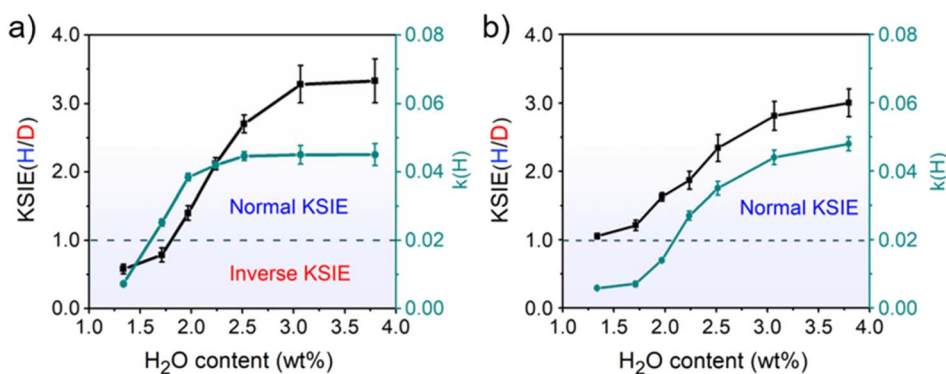 a)
KSIE(H/D)
4.0
3.0
2.0
1.0
0.0
Normal KSIE
Inverse KSIE
0.08
0.06
0.04
0.02
0.00
k(H)
1.0 1.5 2.0 2.5 3.0 3.5 4.0
H₂O content (wt%)
b)
KSIE(H/D)
4.0
3.0
2.0
1.0
0.0
Normal KSIE
0.08
0.06
0.04
0.02
0.00
k(H)
1.0 1.5 2.0 2.5 3.0 3.5 4.0
H₂O content (wt%)